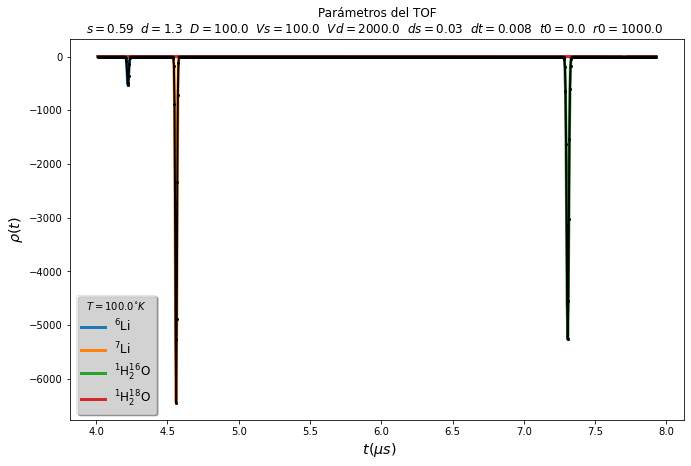 Parámetros del TOF
s = 0.59 d = 1.3 D = 100.0 Vs = 100.0 Vd = 2000.0 ds = 0.03 dt = 0.008 t0 = 0.0 r0 = 1000.0
0
−1000
−2000
−3000
−4000
−5000
−6000
ρ(t)
T = 100.0°K
⁶Li
⁷Li
¹H₂¹⁶O
¹H₂¹⁸O
4.0 4.5 5.0 5.5 6.0 6.5 7.0 7.5 8.0
t(μs)